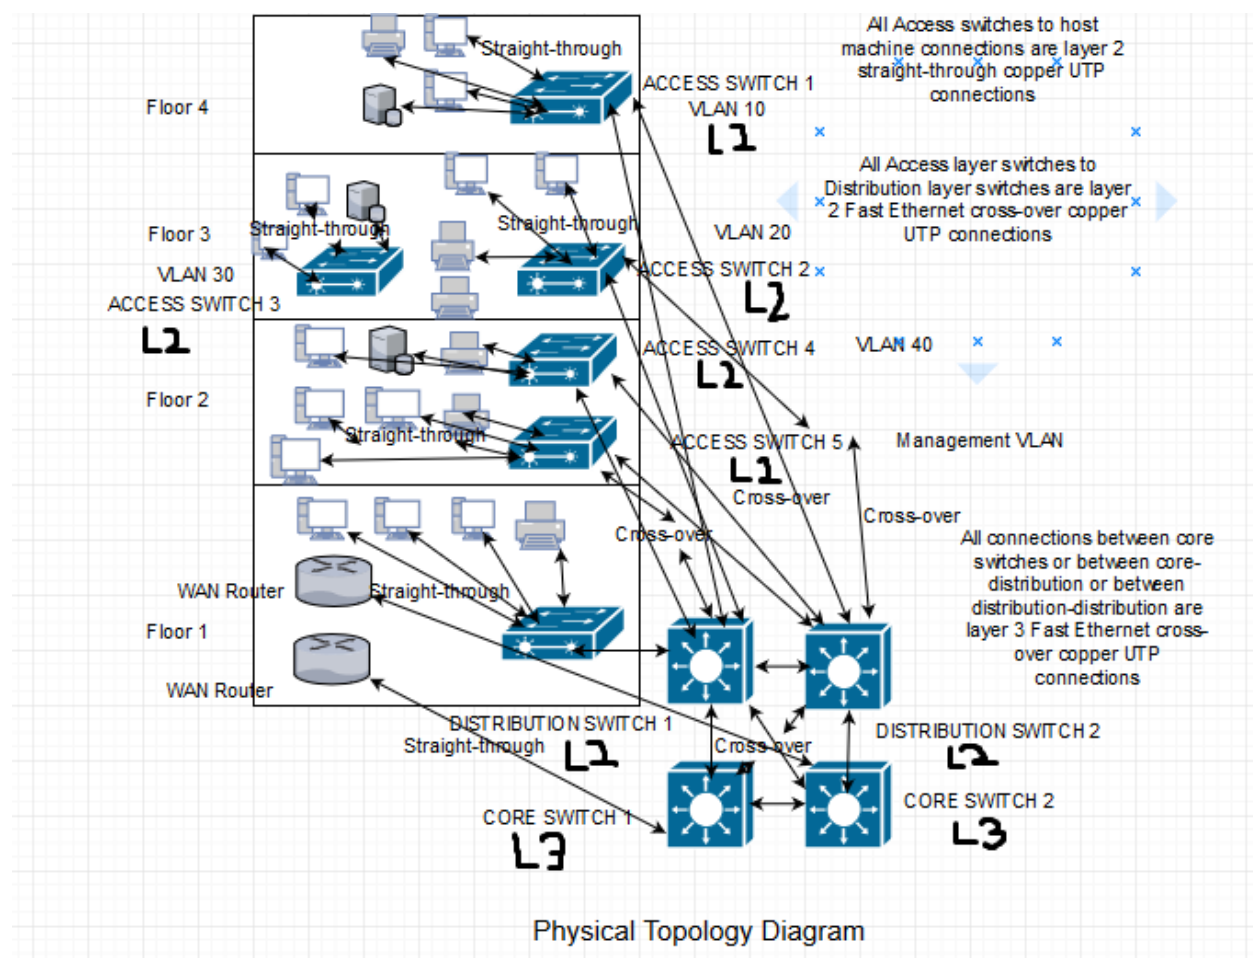 All Access switches to host
machine connections are layer 2
straight-through copper UTP
connections
Straight-through
ACCESS SWITCH 1
Floor 4
VLAN 10
L2
All Access layer switches to
Distribution layer switches are layer
2 Fast Ethernet cross-over copper
UTP connections
Straight-through
Straight-through
Floor 3
VLAN 20
VLAN 30
ACCESS SWITCH 2
ACCESS SWITCH 3
L2
L2
ACCESS SWITCH 4
VLAN 40
L2
Floor 2
Straight-through
ACCESS SWITCH 5
Management VLAN
L2
Cross-over
Cross-over
Cross-over
All connections between core
switches or between core-
distribution or between
distribution-distribution are
layer 3 Fast Ethernet cross-
over copper UTP
connections
WAN Router
Straight-through
Floor 1
WAN Router
DISTRIBUTION SWITCH 1
DISTRIBUTION SWITCH 2
Straight-through
Cross-over
L2
L2
CORE SWITCH 1
CORE SWITCH 2
L3
L3
Physical Topology Diagram